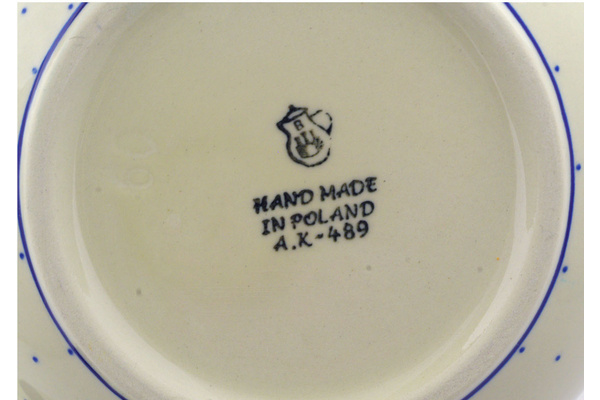 B
HAND MADE
IN POLAND
A.K-489